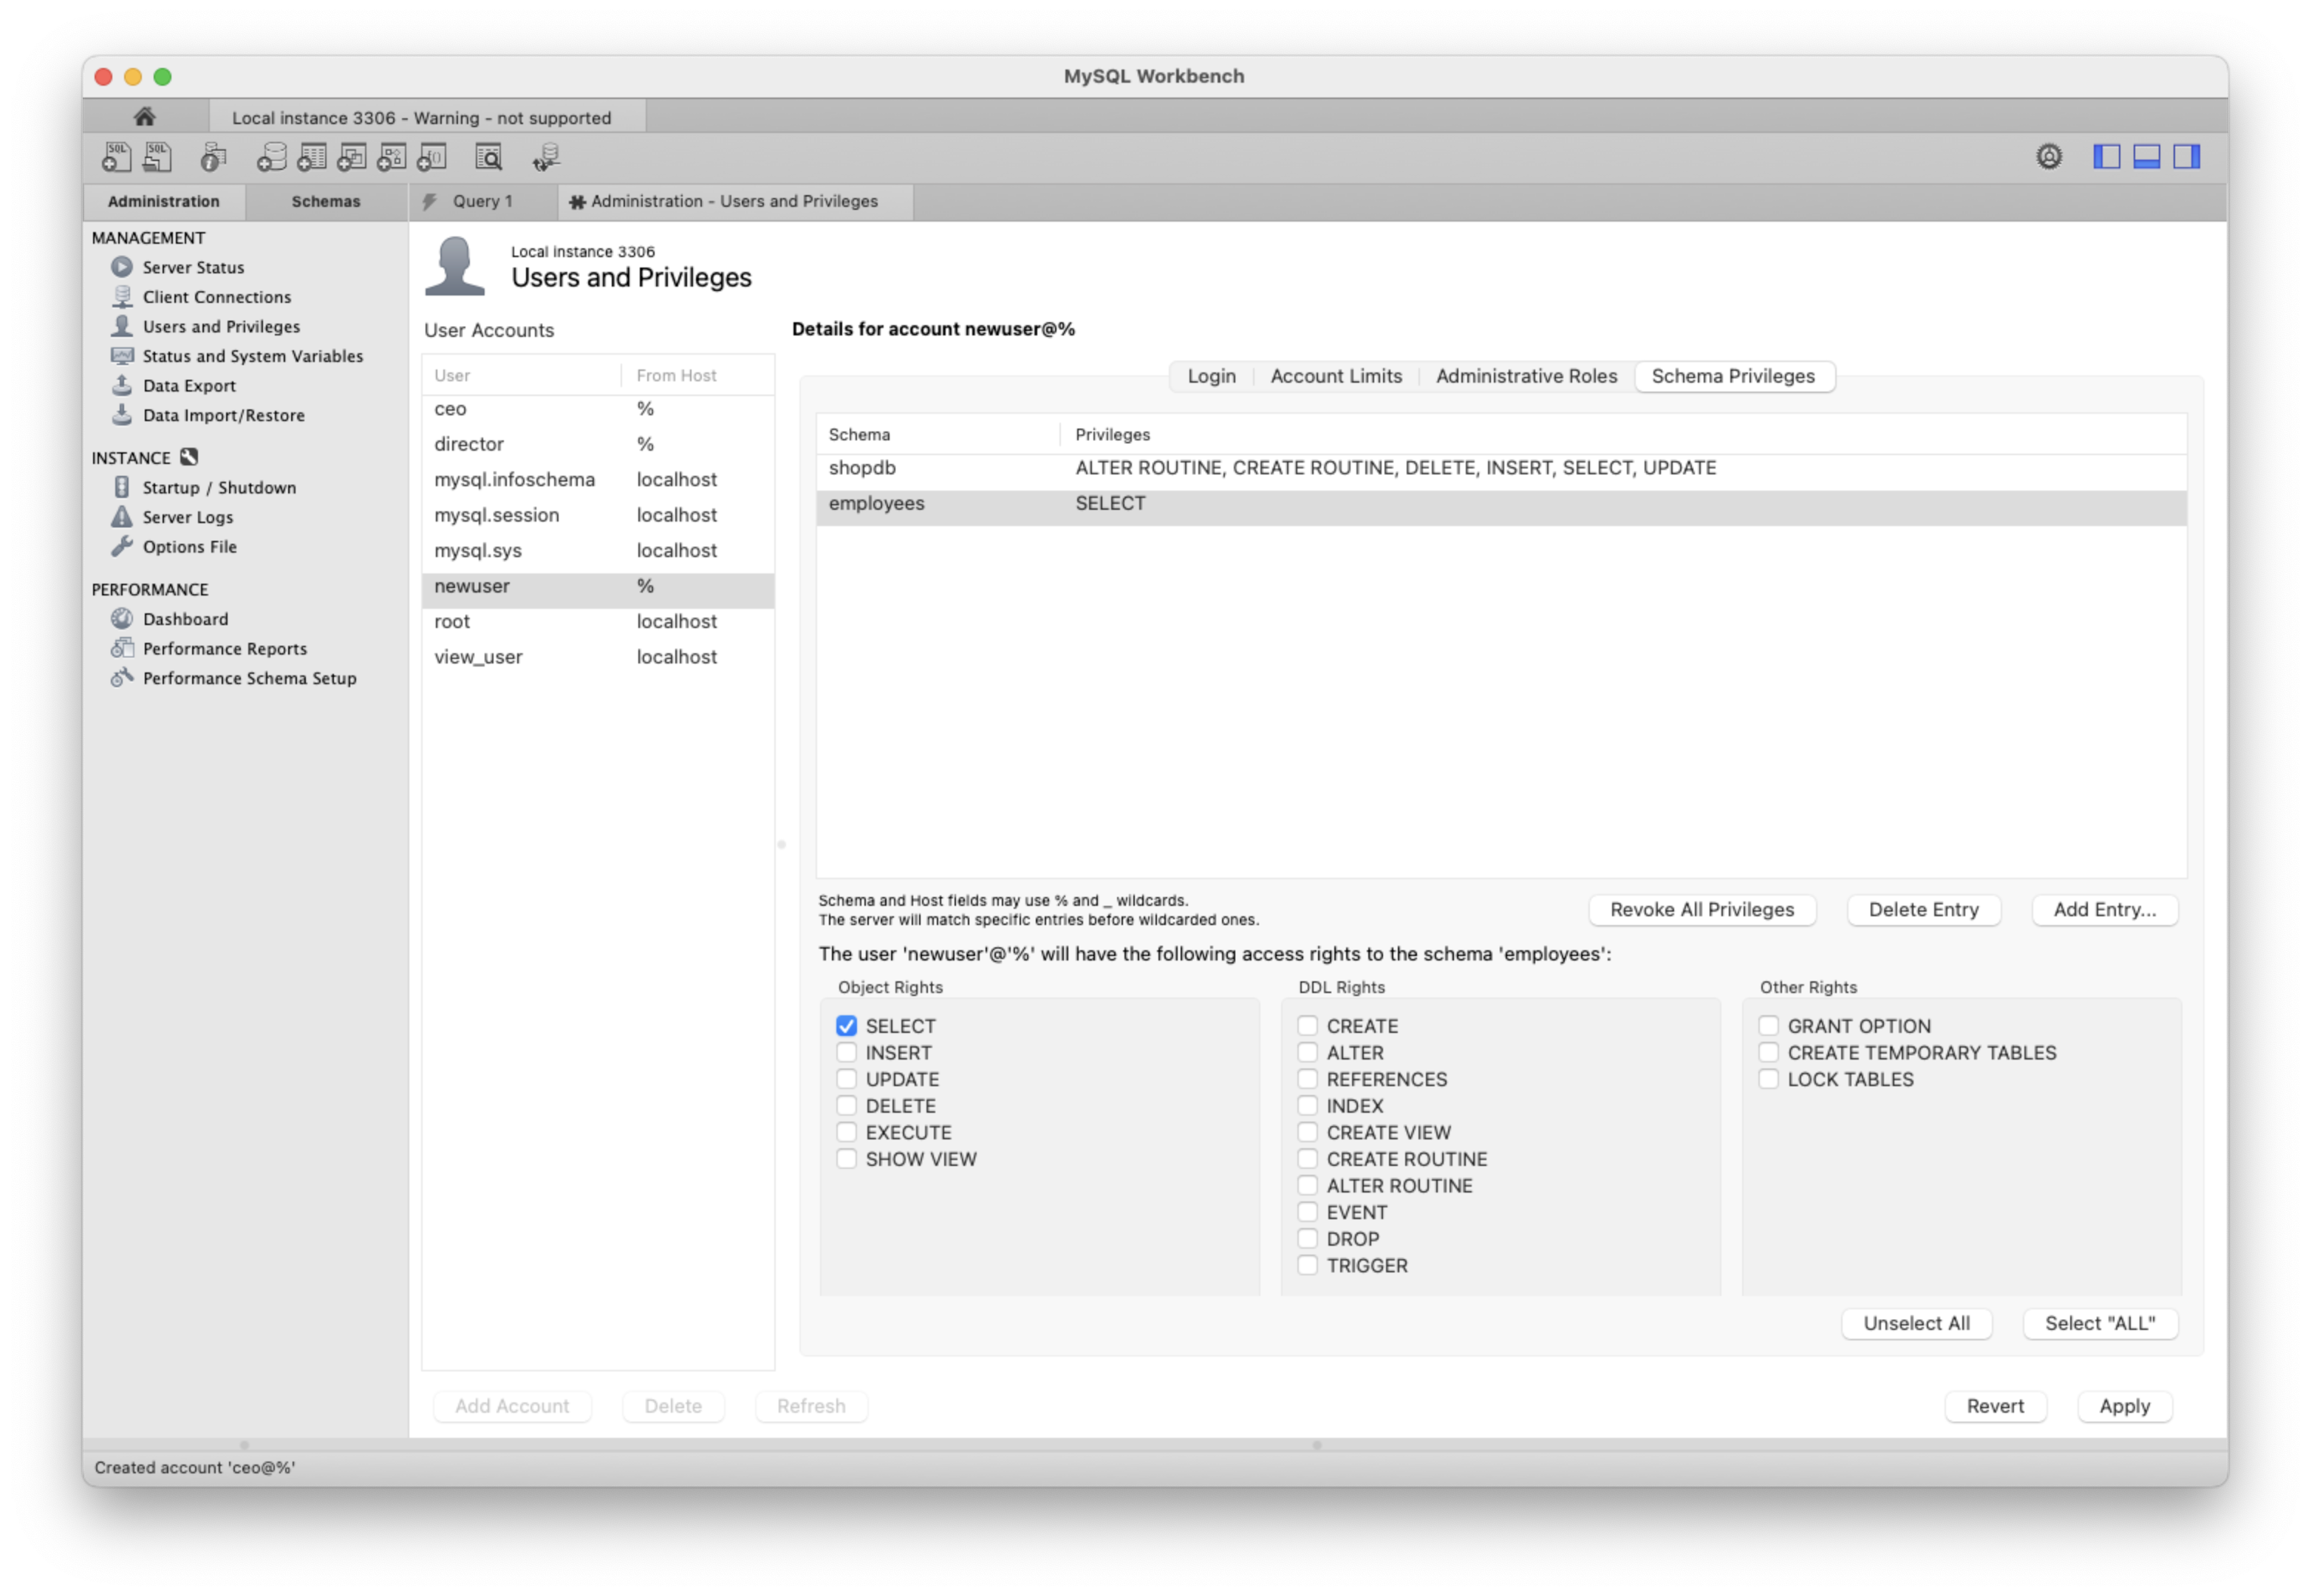 MySQL Workbench
Local instance 3306 - Warning - not supported
SQL SQL
Administration Schemas Query 1 Administration - Users and Privileges
MANAGEMENT
Server Status
Client Connections
Users and Privileges
Status and System Variables
Data Export
Data Import/Restore
INSTANCE
Startup / Shutdown
Server Logs
Options File
PERFORMANCE
Dashboard
Performance Reports
Performance Schema Setup
Local instance 3306
Users and Privileges
User Accounts
User From Host
ceo %
director %
mysql.infoschema localhost
mysql.session localhost
mysql.sys localhost
newuser %
root localhost
view_user localhost
Add Account Delete Refresh
Details for account newuser@%
Login Account Limits Administrative Roles Schema Privileges
Schema Privileges
shopdb ALTER ROUTINE, CREATE ROUTINE, DELETE, INSERT, SELECT, UPDATE
employees SELECT
Schema and Host fields may use % and _ wildcards.
The server will match specific entries before wildcarded ones.
Revoke All Privileges Delete Entry Add Entry...
The user 'newuser'@'%' will have the following access rights to the schema 'employees':
Object Rights
SELECT
INSERT
UPDATE
DELETE
EXECUTE
SHOW VIEW
DDL Rights
CREATE
ALTER
REFERENCES
INDEX
CREATE VIEW
CREATE ROUTINE
ALTER ROUTINE
EVENT
DROP
TRIGGER
Other Rights
GRANT OPTION
CREATE TEMPORARY TABLES
LOCK TABLES
Unselect All Select "ALL"
Revert Apply
Created account 'ceo@%'